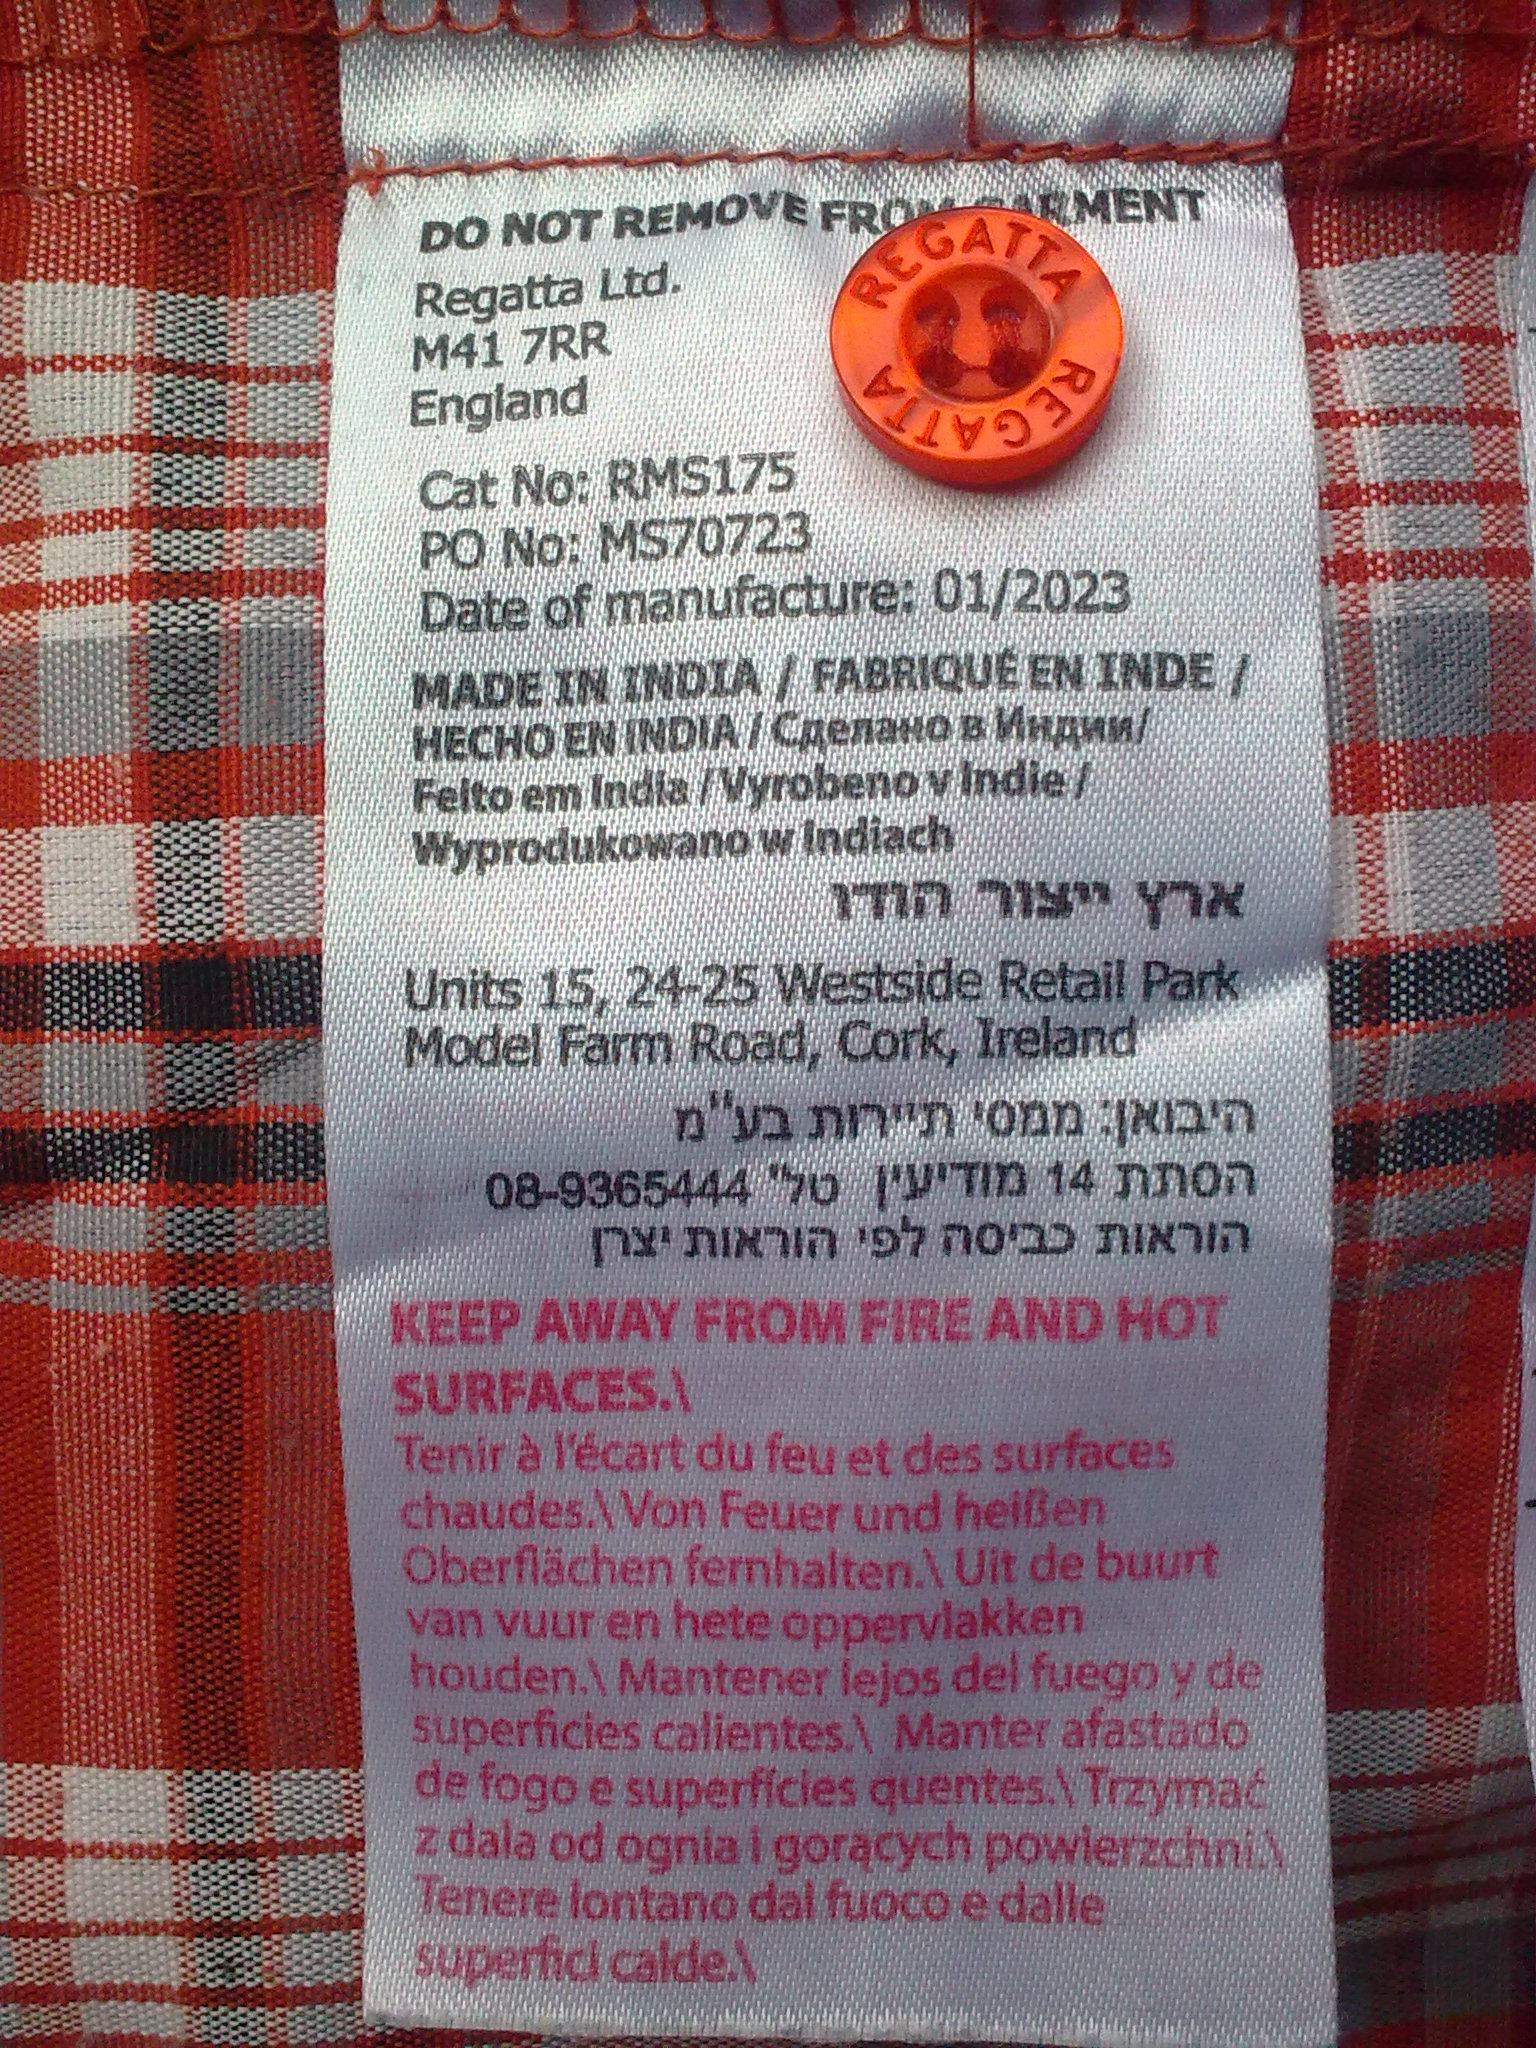 DO NOT REMOVE FROM GARMENT
REGATTA REGATTA
Regatta Ltd.
M41 7RR
England
Cat No: RMS175
PO No: MS70723
Date of manufacture: 01/2023
MADE IN INDIA / FABRIQUÉ EN INDE /
HECHO EN INDIA / Сделано в Индии/
Feito em India / Vyrobeno v Indie /
Wyprodukowano w Indiach
ארץ ייצור הודו
Units 15, 24-25 Westside Retail Park
Model Farm Road, Cork, Ireland
היבואן: ממסי תיירות בע"מ
הסתת 14 מודיעין טל' 08-9365444
הוראות כביסה לפי הוראות יצרן
KEEP AWAY FROM FIRE AND HOT
SURFACES.\
Tenir à l'écart du feu et des surfaces
chaudes.\ Von Feuer und heißen
Oberflächen fernhalten.\ Uit de buurt
van vuur en hete oppervlakken
houden.\ Mantener lejos del fuego y de
superficies calientes.\ Manter afastado
de fogo e superfícies quentes.\ Trzymać
z dala od ognia i gorących powierzchni.\
Tenere lontano dal fuoco e dalle
superfici calde.\